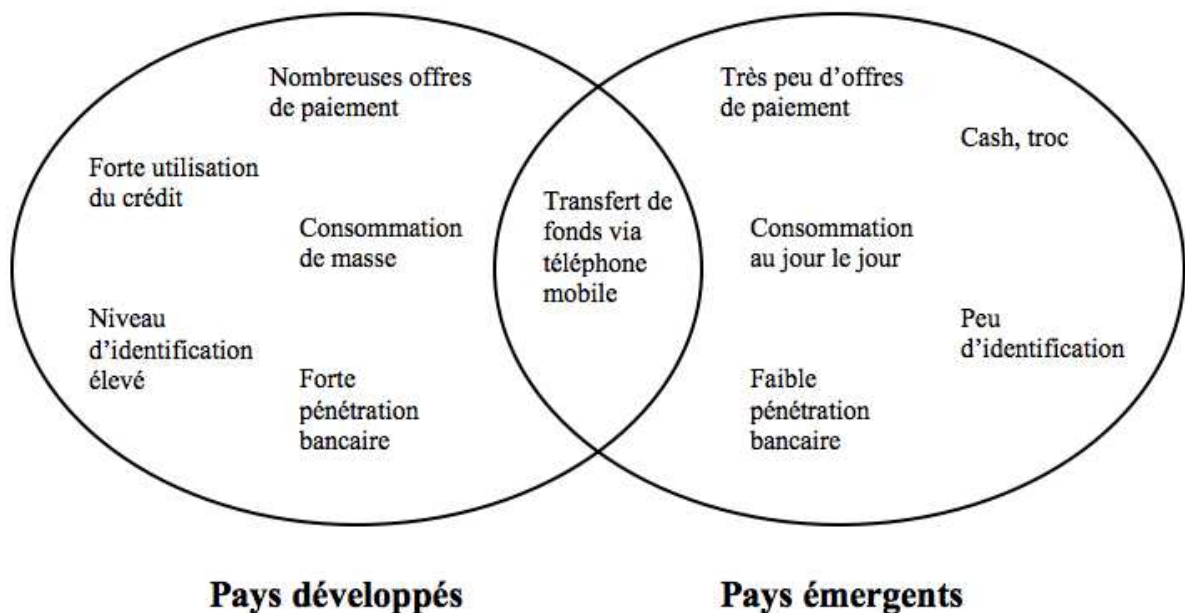 Nombreuses offres
de paiement
Forte utilisation
du crédit
Consommation
de masse
Niveau
d'identification
élevé
Forte
pénétration
bancaire
Transfert de
fonds via
téléphone
mobile
Très peu d'offres
de paiement
Cash, troc
Consommation
au jour le jour
Peu
d'identification
Faible
pénétration
bancaire
Pays développés
Pays émergents